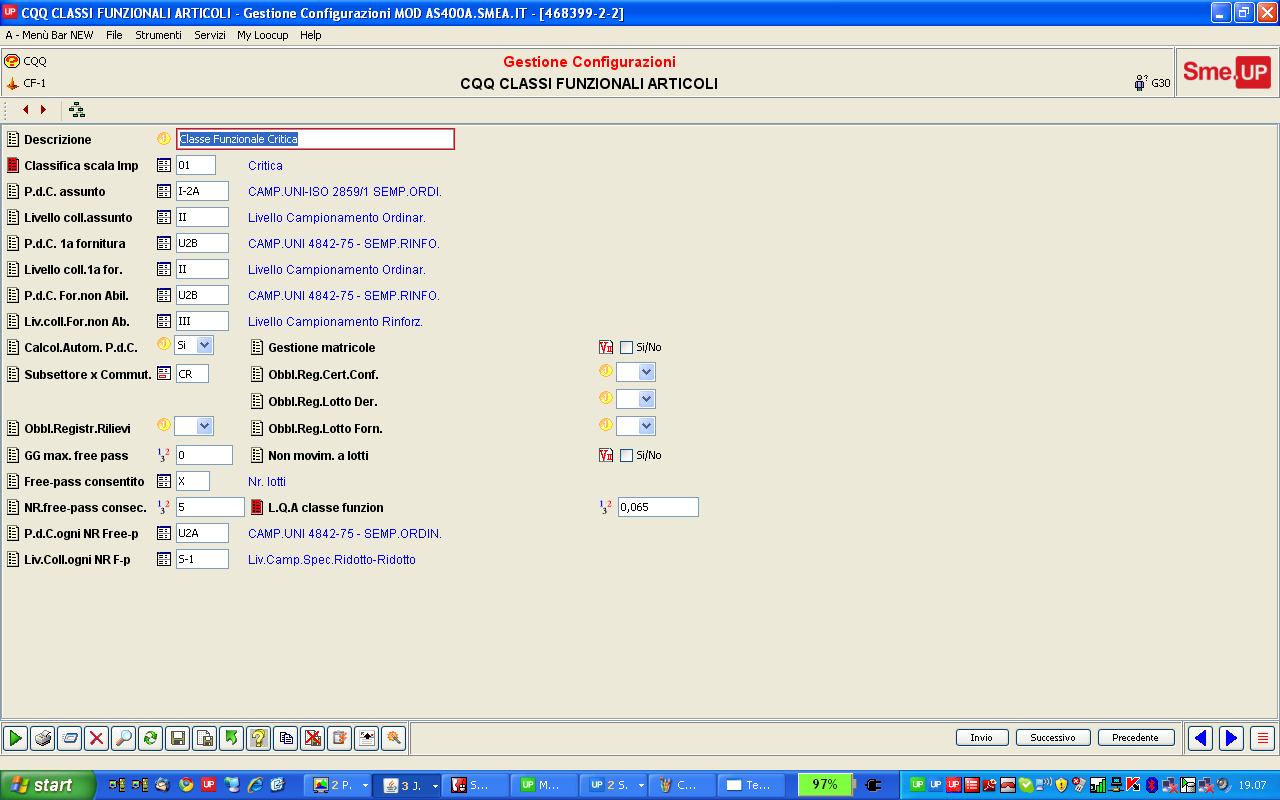 UP CQQ CLASSI FUNZIONALI ARTICOLI - Gestione Configurazioni MOD AS400A.SMEA.IT - [468399-2-2]
A - Menù Bar NEW File Strumenti Servizi My Loocup Help
CQQ
Gestione Configurazioni
CF-1
CQQ CLASSI FUNZIONALI ARTICOLI
G30
Sme.UP
Descrizione Classe Funzionale Critica
Classifica scala Imp 01 Critica
P.d.C. assunto I-2A CAMP.UNI-ISO 2859/1 SEMP.ORDI.
Livello coll.assunto II Livello Campionamento Ordinar.
P.d.C. 1a fornitura U2B CAMP.UNI 4842-75 - SEMP.RINFO.
Livello coll.1a for. II Livello Campionamento Ordinar.
P.d.C. For.non Abil. U2B CAMP.UNI 4842-75 - SEMP.RINFO.
Liv.coll.For.non Ab. III Livello Campionamento Rinforz.
Calcol.Autom. P.d.C. Si Gestione matricole Si/No
Subsettore x Commut. CR Obbl.Reg.Cert.Conf.
Obbl.Reg.Lotto Der.
Obbl.Registr.Rilievi Obbl.Reg.Lotto Forn.
GG max. free pass 0 Non movim. a lotti Si/No
Free-pass consentito X Nr. lotti
NR.free-pass consec. 5 L.Q.A classe funzion 0,065
P.d.C.ogni NR Free-p U2A CAMP.UNI 4842-75 - SEMP.ORDIN.
Liv.Coll.ogni NR F-p S-1 Liv.Camp.Spec.Ridotto-Ridotto
Invio Successivo Precedente
start UP 2 P... 3 J... S... UP M... UP 2 S... C... Te... 97% UP UP UP 19.07